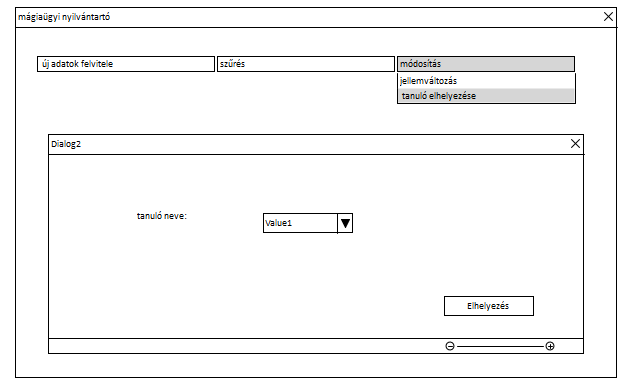 mágiaügyi nyilvántartó
új adatok felvitele szűrés módosítás
jellemváltozás
tanuló elhelyezése
Dialog2
tanuló neve: Value1
Elhelyezés